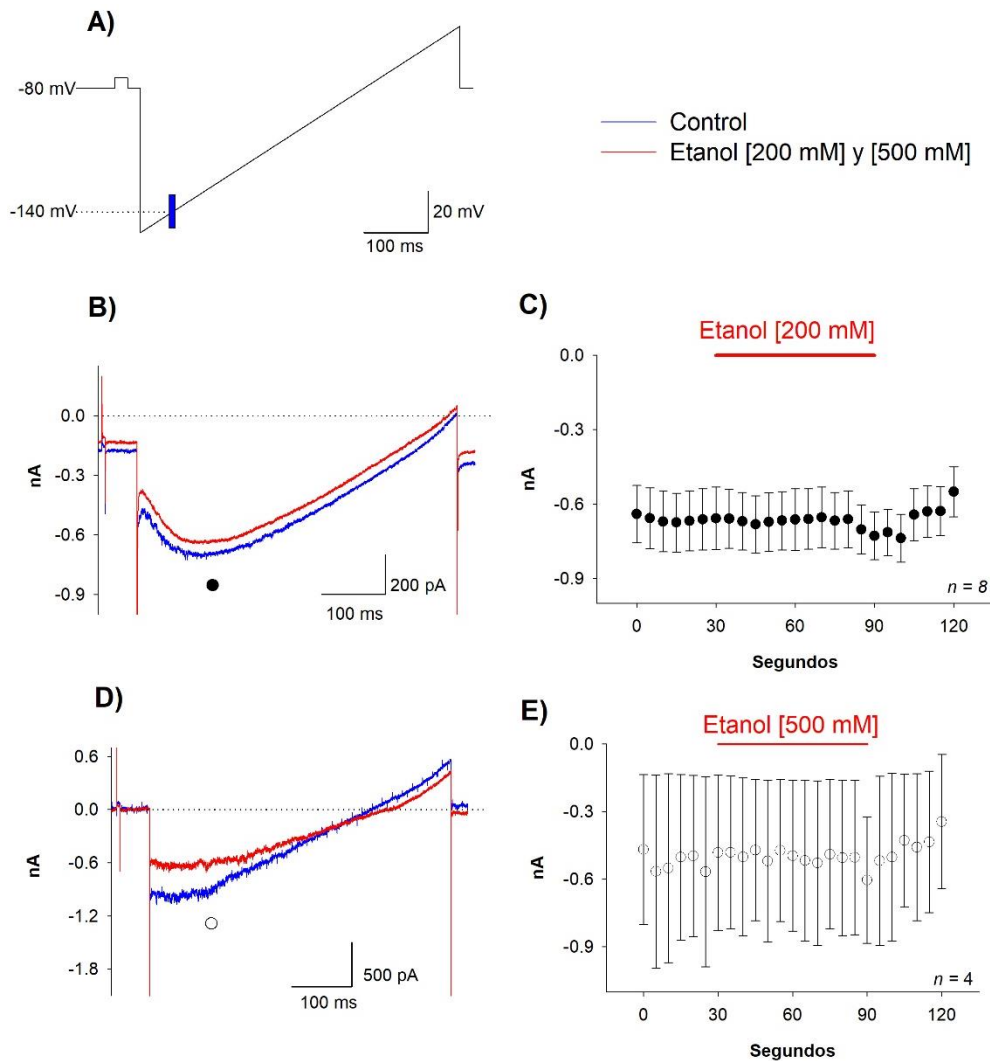 A)
-80 mV
-140 mV
20 mV
100 ms
Control
Etanol [200 mM] y [500 mM]
B)
nA
0.0
-0.3
-0.6
-0.9
200 pA
100 ms
C)
Etanol [200 mM]
nA
0.0
-0.3
-0.6
-0.9
n = 8
0 30 60 90 120
Segundos
D)
nA
0.6
0.0
-0.6
-1.2
-1.8
500 pA
100 ms
E)
Etanol [500 mM]
nA
0.0
-0.3
-0.6
-0.9
n = 4
0 30 60 90 120
Segundos